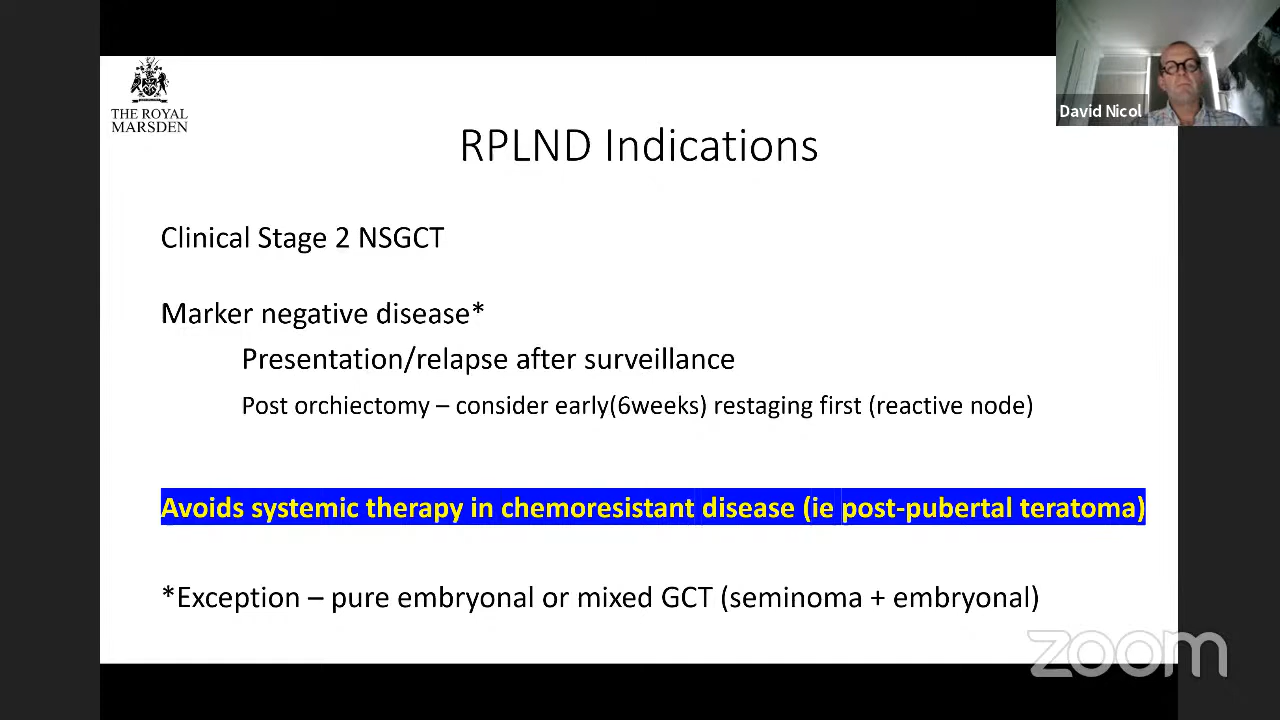 THE ROYAL
MARSDEN
David Nicol
RPLND Indications
Clinical Stage 2 NSGCT
Marker negative disease*
Presentation/relapse after surveillance
Post orchiectomy – consider early(6weeks) restaging first (reactive node)
Avoids systemic therapy in chemoresistant disease (ie post-pubertal teratoma)
*Exception – pure embryonal or mixed GCT (seminoma + embryonal)
zoom